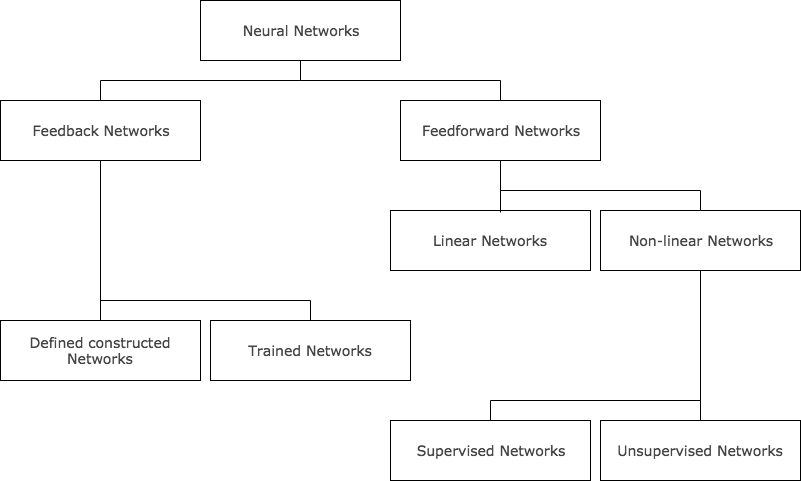 Neural Networks
Feedback Networks
Feedforward Networks
Linear Networks
Non-linear Networks
Defined constructed
Networks
Trained Networks
Supervised Networks
Unsupervised Networks